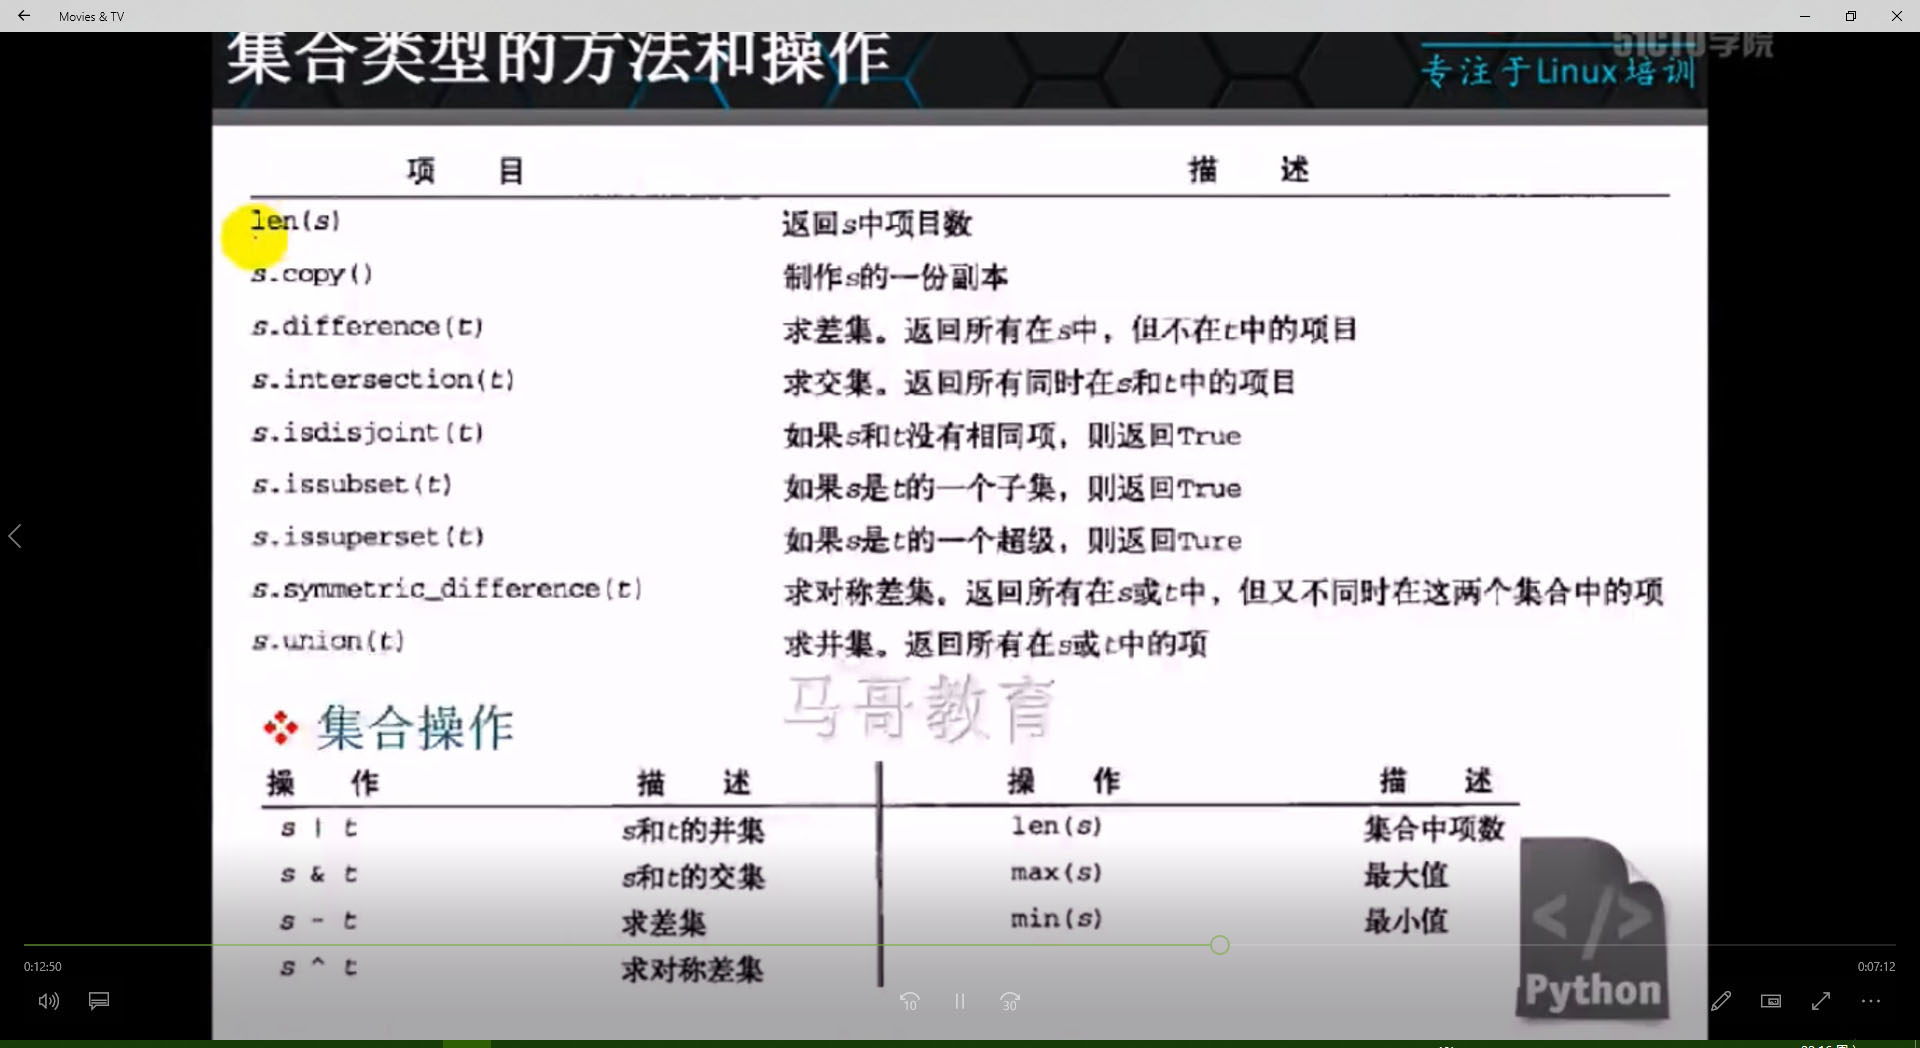 Movies & TV
集合类型的方法和操作
51CTO学院
专注于Linux培训
项 目 描 述
len(s) 返回s中项目数
s.copy() 制作s的一份副本
s.difference(t) 求差集。返回所有在s中，但不在t中的项目
s.intersection(t) 求交集。返回所有同时在s和t中的项目
s.isdisjoint(t) 如果s和t没有相同项，则返回True
s.issubset(t) 如果s是t的一个子集，则返回True
s.issuperset(t) 如果s是t的一个超级，则返回Ture
s.symmetric_difference(t) 求对称差集。返回所有在s或t中，但又不同时在这两个集合中的项
s.union(t) 求并集。返回所有在s或t中的项
马哥教育
集合操作
操 作 描 述 操 作 描 述
s | t s和t的并集 len(s) 集合中项数
s & t s和t的交集 max(s) 最大值
s - t 求差集 min(s) 最小值
s ^ t 求对称差集
</> Python
0:12:50 0:07:12
10 30